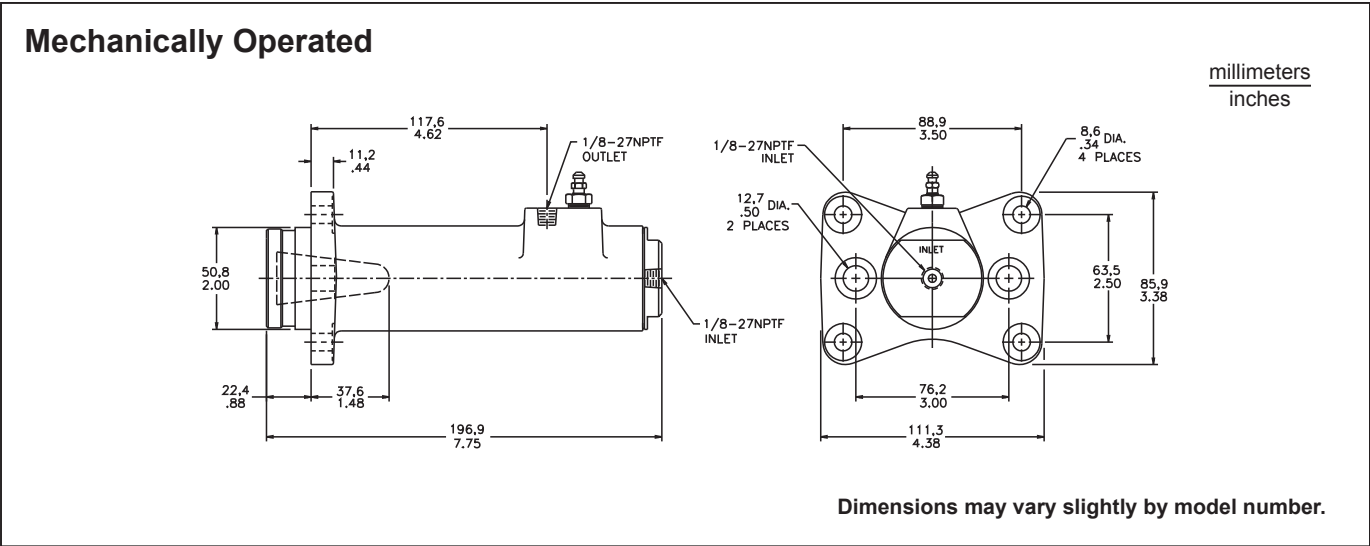 Mechanically Operated
millimeters
inches
117,6
4.62
11,2
.44
1/8-27NPTF
OUTLET
50,8
2.00
1/8-27NPTF
INLET
22,4
.88
37,6
1.48
196,9
7.75
88,9
3.50
8,6 DIA.
.34
4 PLACES
1/8-27NPTF
INLET
12,7 DIA.
.50
2 PLACES
INLET
63,5
2.50
85,9
3.38
76,2
3.00
111,3
4.38
Dimensions may vary slightly by model number.